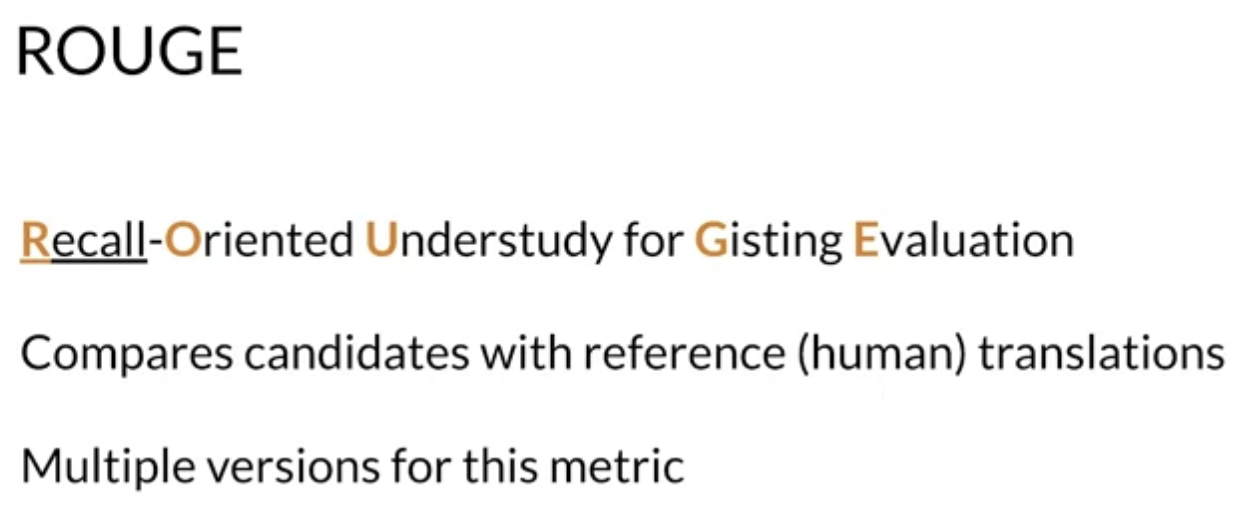 ROUGE
Recall-Oriented Understudy for Gisting Evaluation
Compares candidates with reference (human) translations
Multiple versions for this metric